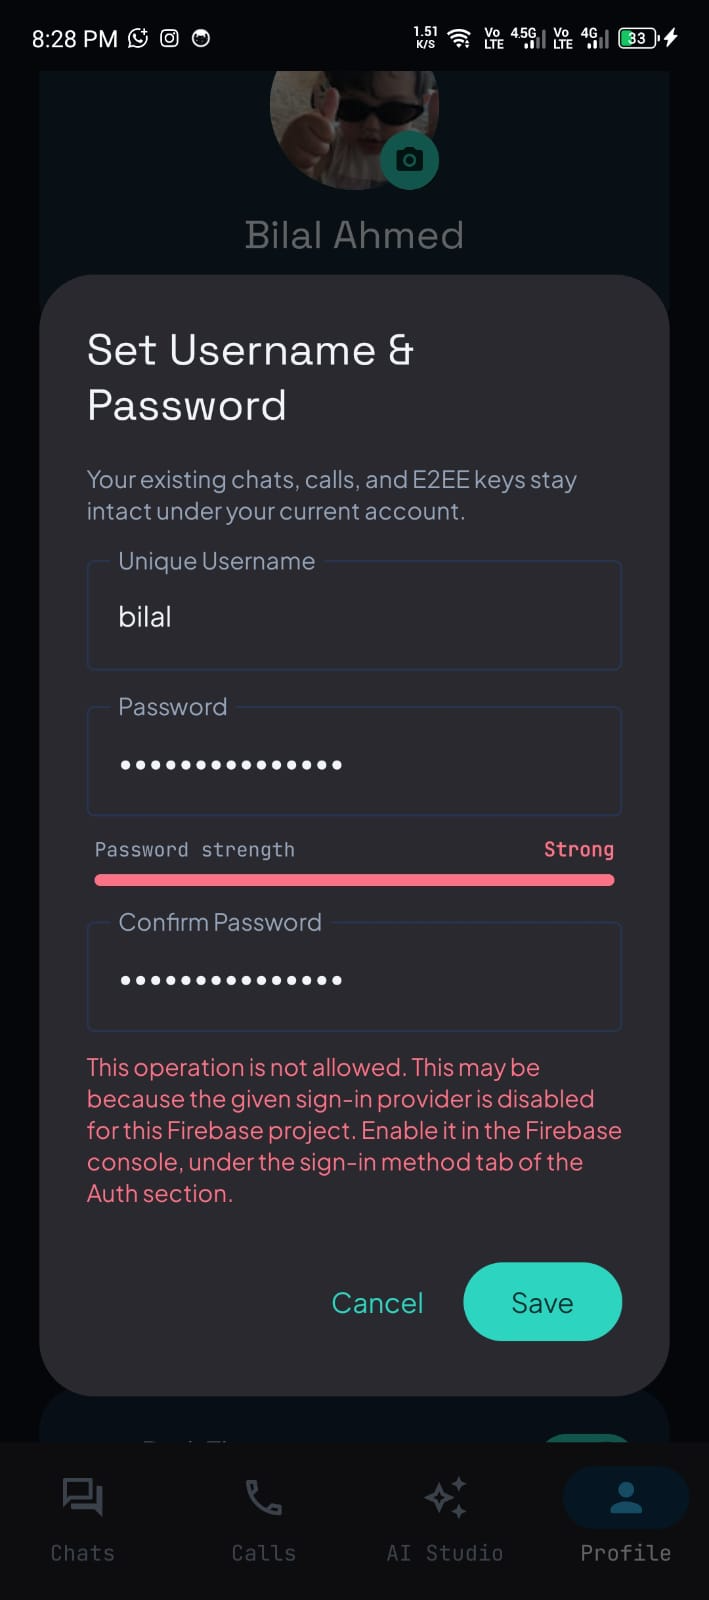 8:28 PM
1.51 K/S Vo LTE 4.5G Vo LTE 4G 33
Bilal Ahmed
Set Username &
Password
Your existing chats, calls, and E2EE keys stay
intact under your current account.
Unique Username
bilal
Password
•••••••••••••••
Password strength Strong
Confirm Password
•••••••••••••••
This operation is not allowed. This may be
because the given sign-in provider is disabled
for this Firebase project. Enable it in the Firebase
console, under the sign-in method tab of the
Auth section.
Cancel Save
Chats Calls AI Studio Profile